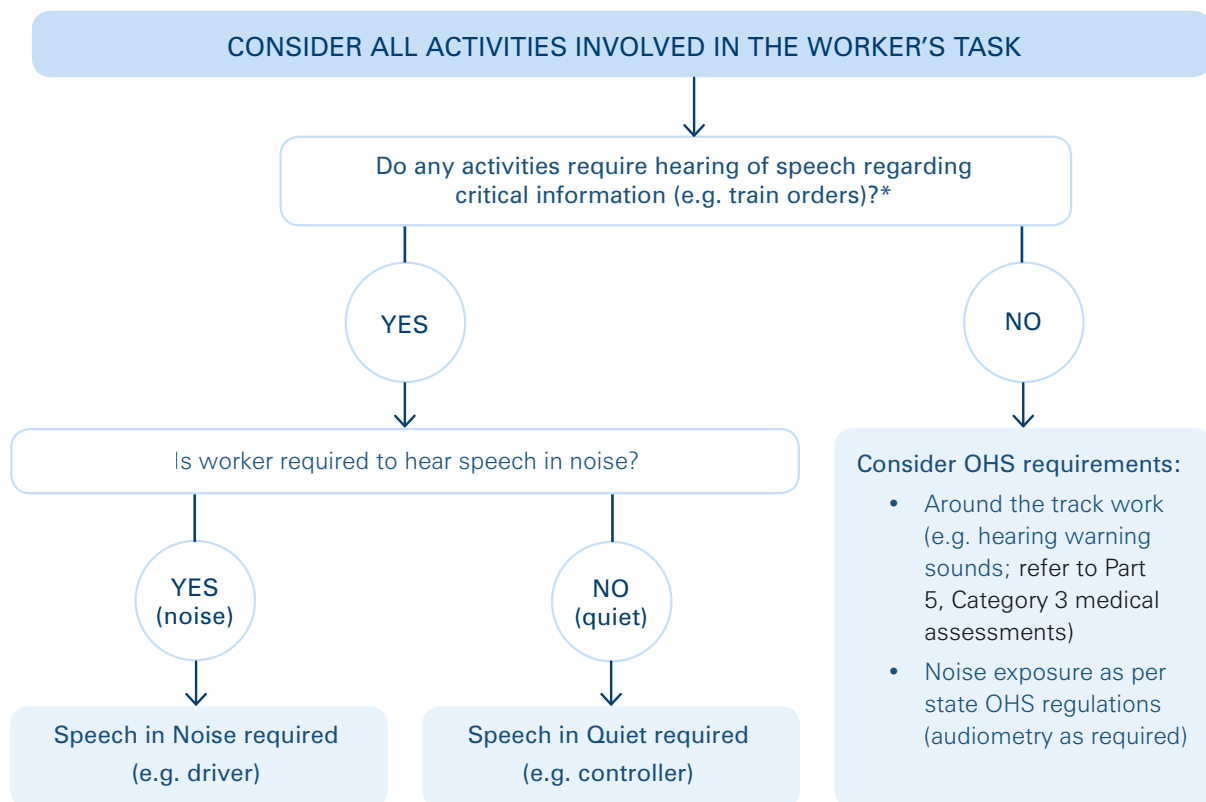 CONSIDER ALL ACTIVITIES INVOLVED IN THE WORKER’S TASK
Do any activities require hearing of speech regarding
critical information (e.g. train orders)?*
YES
NO
Is worker required to hear speech in noise?
YES
(noise)
NO
(quiet)
Speech in Noise required
(e.g. driver)
Speech in Quiet required
(e.g. controller)
Consider OHS requirements:
• Around the track work
(e.g. hearing warning
sounds; refer to Part
5, Category 3 medical
assessments)
• Noise exposure as per
state OHS regulations
(audiometry as required)